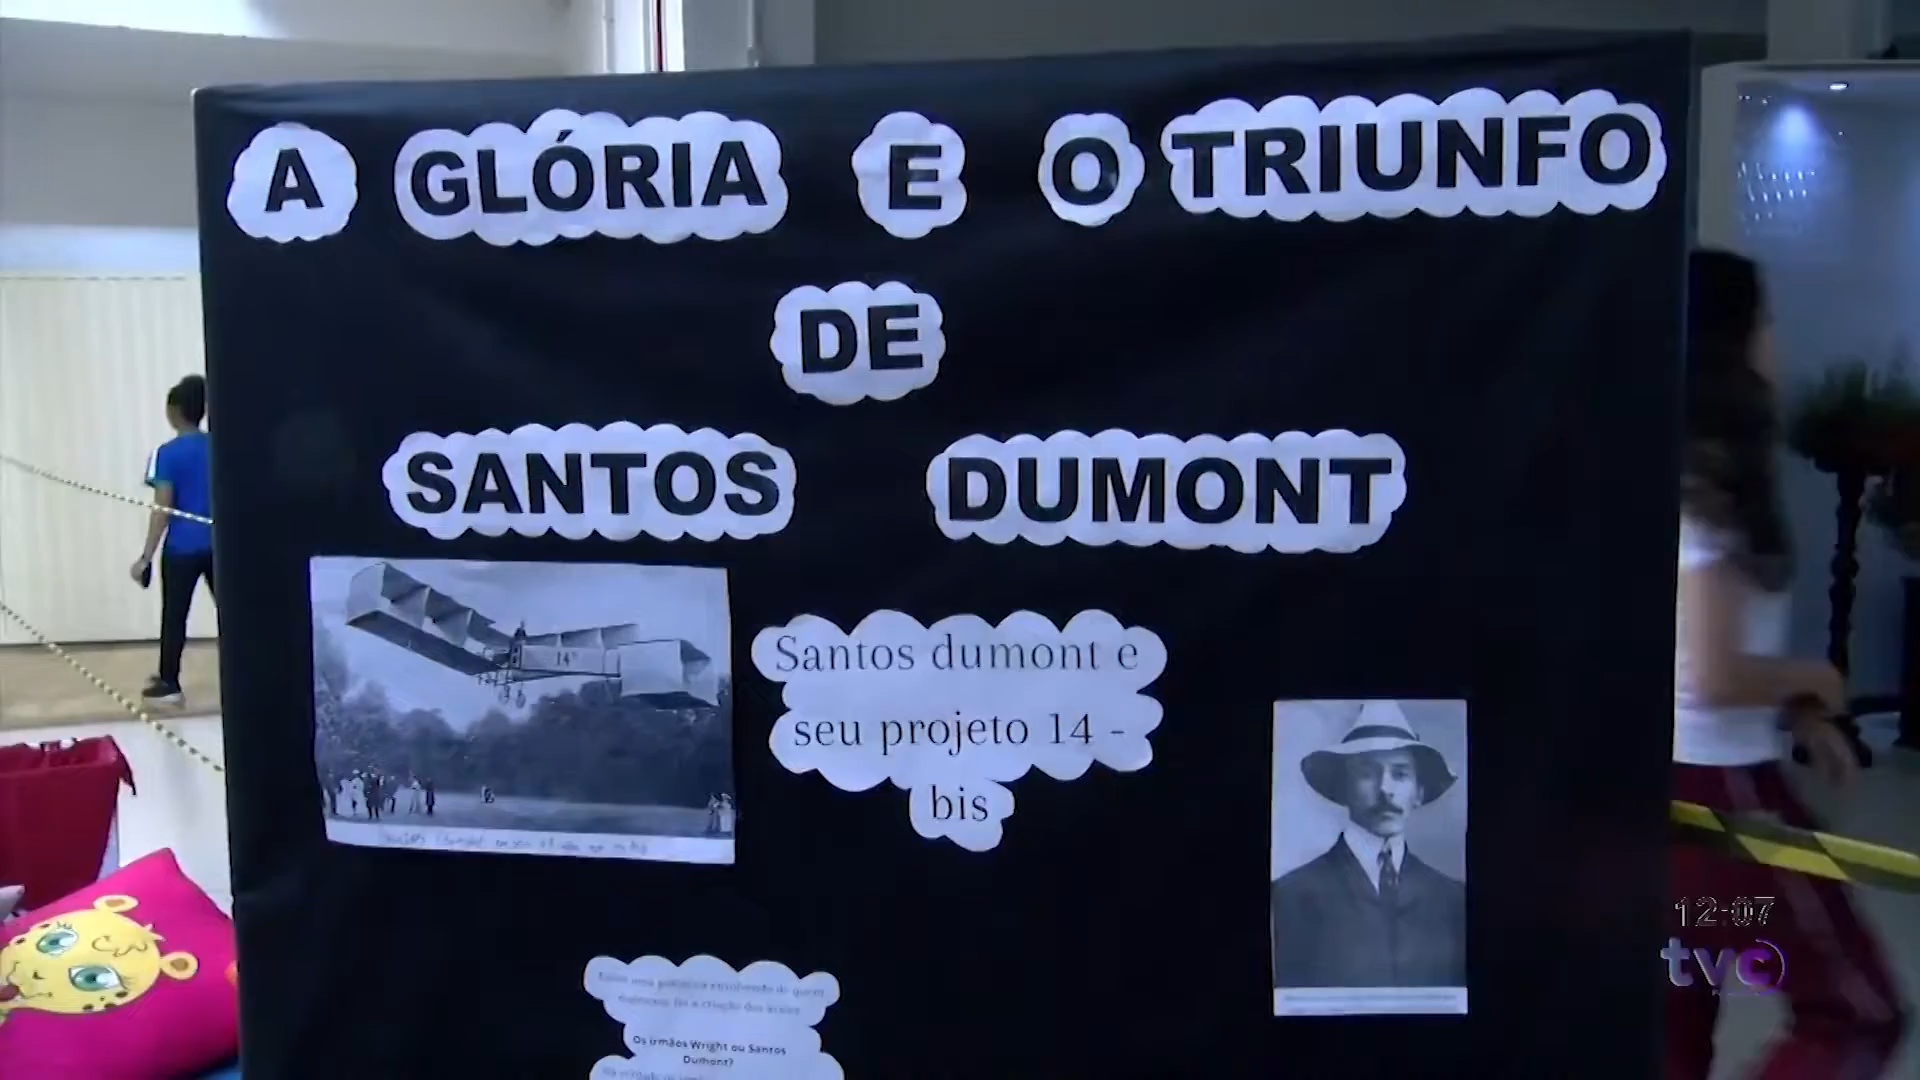 A GLÓRIA E O TRIUNFO
DE
SANTOS DUMONT
14
Santos dumont e
seu projeto 14 -
bis
Os irmãos Wright ou Santos
Dumont?
12:07
tvc